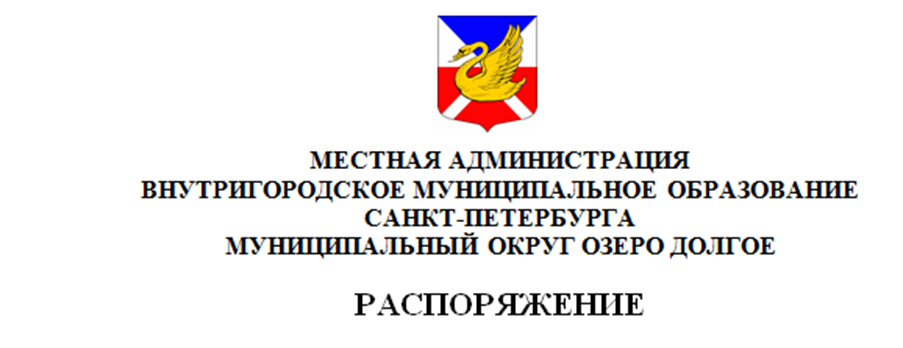 МЕСТНАЯ АДМИНИСТРАЦИЯ
ВНУТРИГОРОДСКОЕ МУНИЦИПАЛЬНОЕ ОБРАЗОВАНИЕ
САНКТ-ПЕТЕРБУРГА
МУНИЦИПАЛЬНЫЙ ОКРУГ ОЗЕРО ДОЛГОЕ
РАСПОРЯЖЕНИЕ